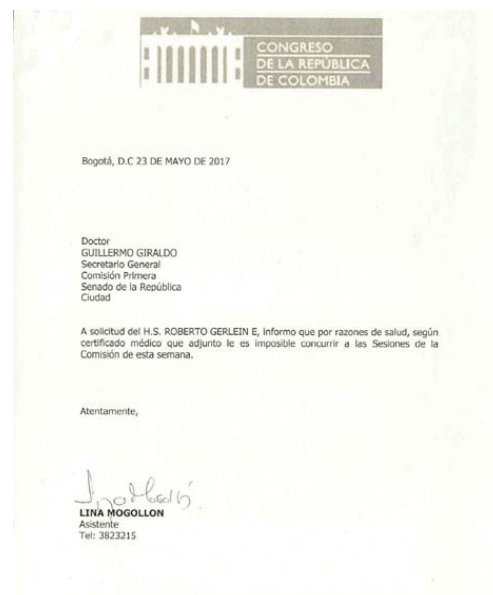 CONGRESO
DE LA REPÚBLICA
DE COLOMBIA
Bogotá, D.C 23 DE MAYO DE 2017
Doctor
GUILLERMO GIRALDO
Secretario General
Comisión Primera
Senado de la República
Ciudad
A solicitud del H.S. ROBERTO GERLEIN E, informo que por razones de salud, según
certificado médico que adjunto le es imposible concurrir a las Sesiones de la
Comisión de esta semana.
Atentamente,
LINA MOGOLLON
Asistente
Tel: 3823215